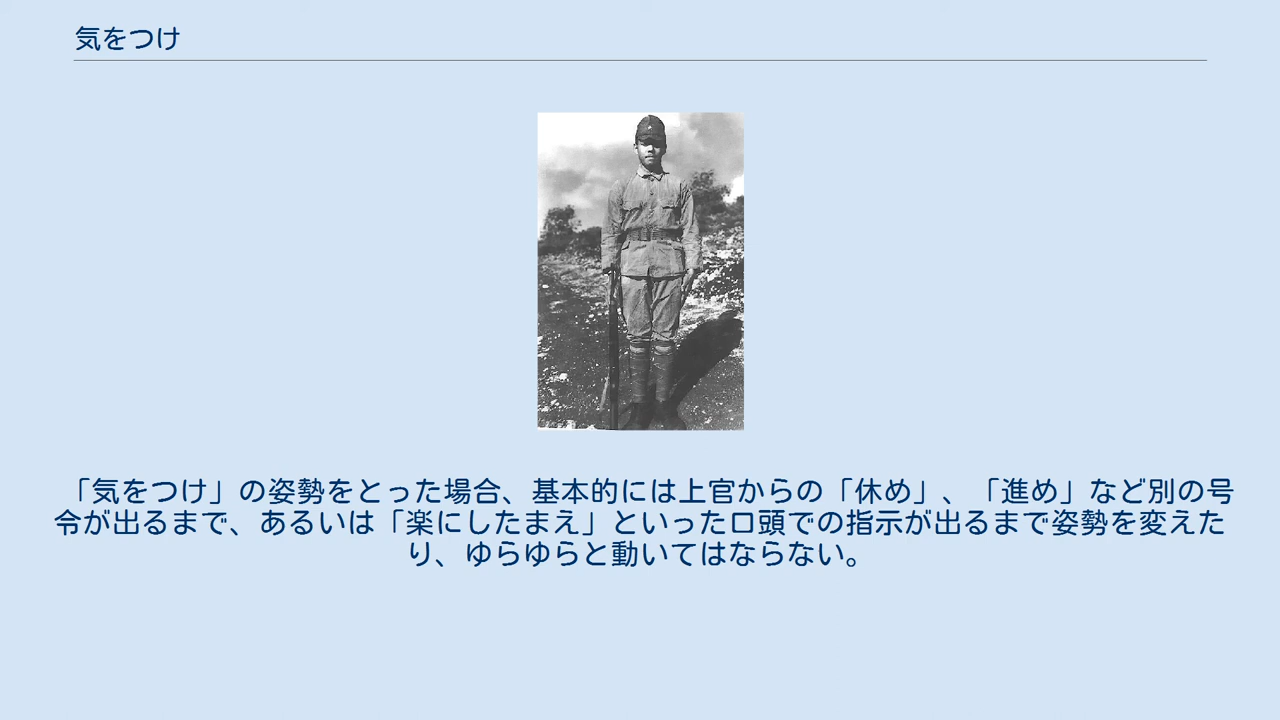 気をつけ
「気をつけ」の姿勢をとった場合、基本的には上官からの「休め」、「進め」など別の号
令が出るまで、あるいは「楽にしたまえ」といった口頭での指示が出るまで姿勢を変えた
り、ゆらゆらと動いてはならない。